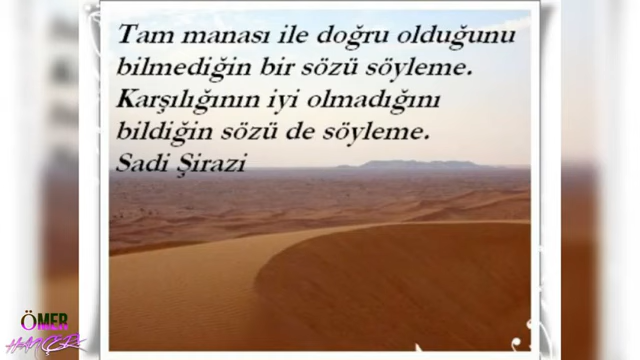 Tam manası ile doğru olduğunu
bilmediğin bir sözü söyleme.
Karşılığının iyi olmadığını
bildiğin sözü de söyleme.
Sadi Şirazi
ÖMER